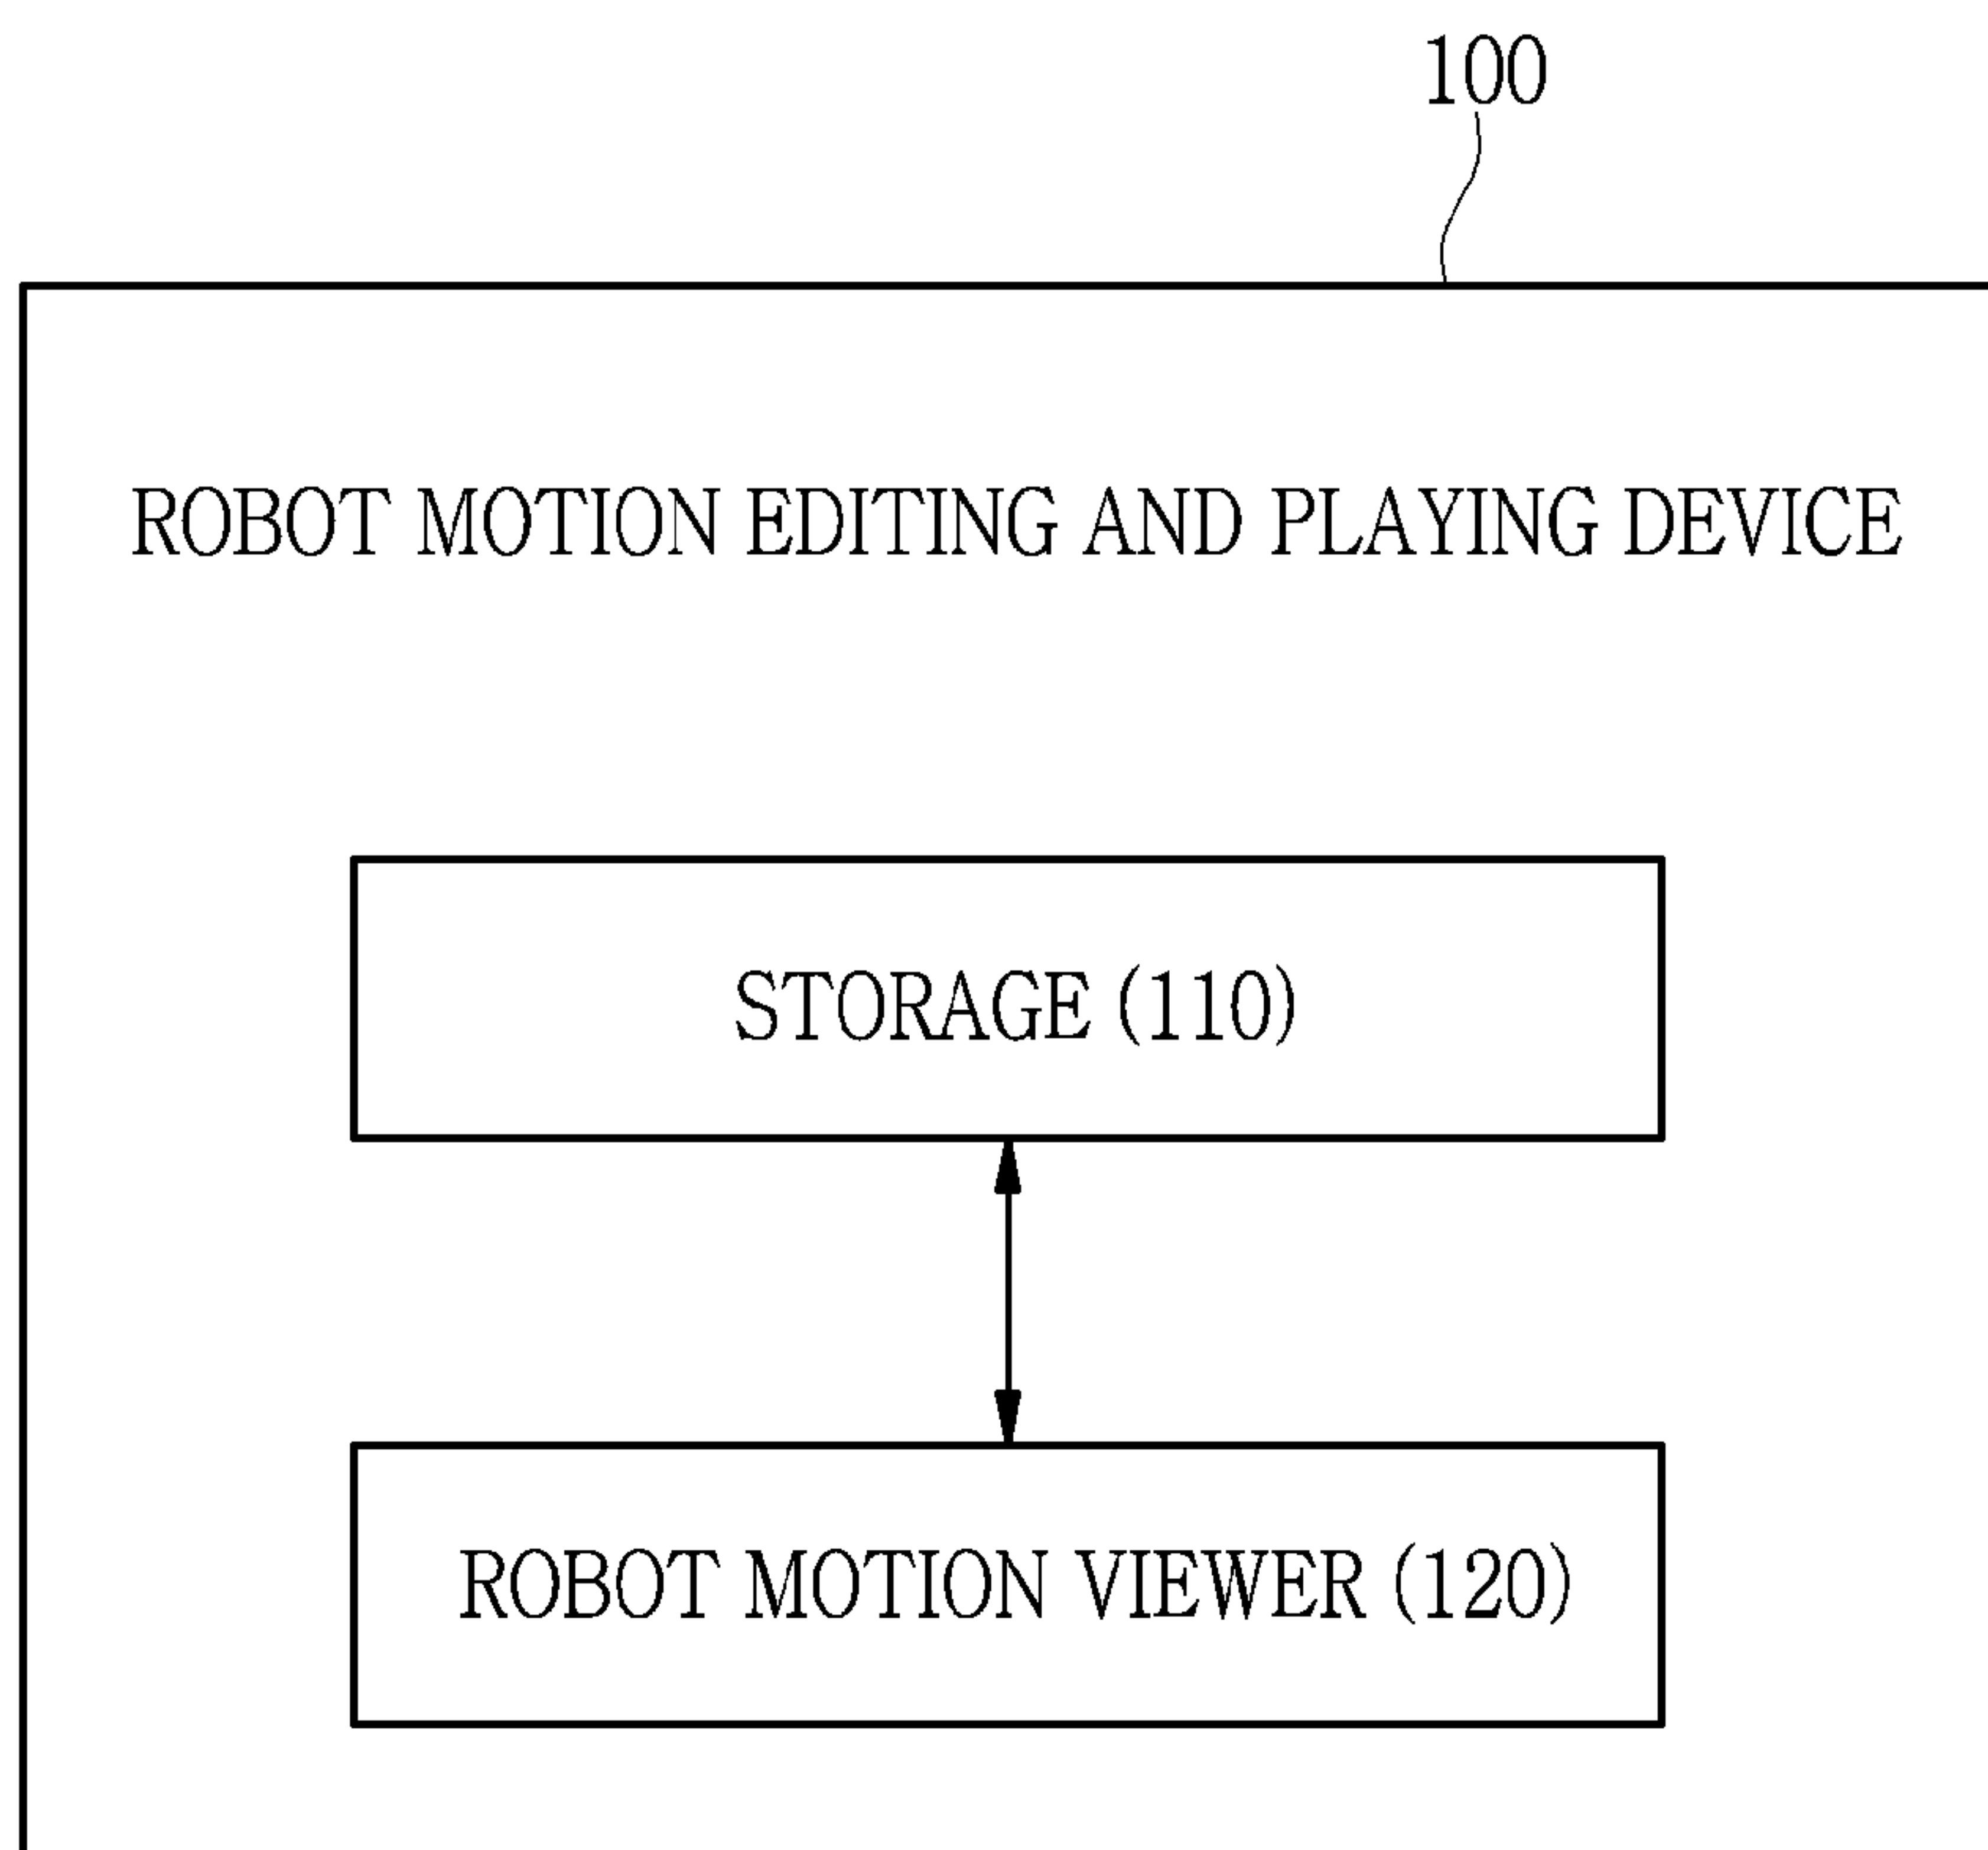 100
ROBOT MOTION EDITING AND PLAYING DEVICE
STORAGE (110)
ROBOT MOTION VIEWER (120)